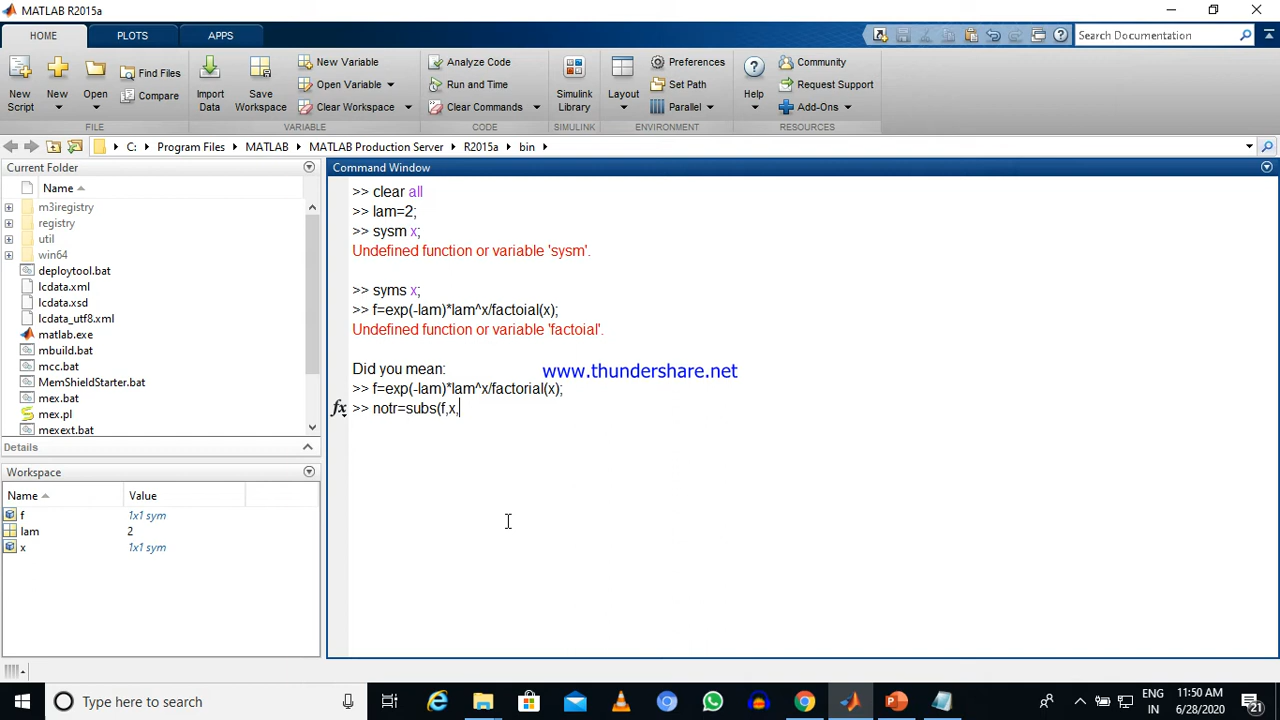 MATLAB R2015a
HOME PLOTS APPS Search Documentation
New Script New Open Find Files Compare Import Data Save Workspace New Variable Open Variable Clear Workspace Analyze Code Run and Time Clear Commands Simulink Library Layout Preferences Set Path Parallel Help Community Request Support Add-Ons
FILE VARIABLE CODE SIMULINK ENVIRONMENT RESOURCES
C: Program Files MATLAB MATLAB Production Server R2015a bin
Current Folder
Name
m3iregistry
registry
util
win64
deploytool.bat
lcdata.xml
lcdata.xsd
lcdata_utf8.xml
matlab.exe
mbuild.bat
mcc.bat
MemShieldStarter.bat
mex.bat
mex.pl
mexext.bat
Details
Workspace
Name Value
f 1x1 sym
lam 2
x 1x1 sym
Command Window
>> clear all
>> lam=2;
>> sysm x;
Undefined function or variable 'sysm'.
>> syms x;
>> f=exp(-lam)*lam^x/factoial(x);
Undefined function or variable 'factoial'.
Did you mean:
www.thundershare.net
>> f=exp(-lam)*lam^x/factorial(x);
fx >> notr=subs(f,x,
Type here to search
ENG IN
11:50 AM
6/28/2020
21